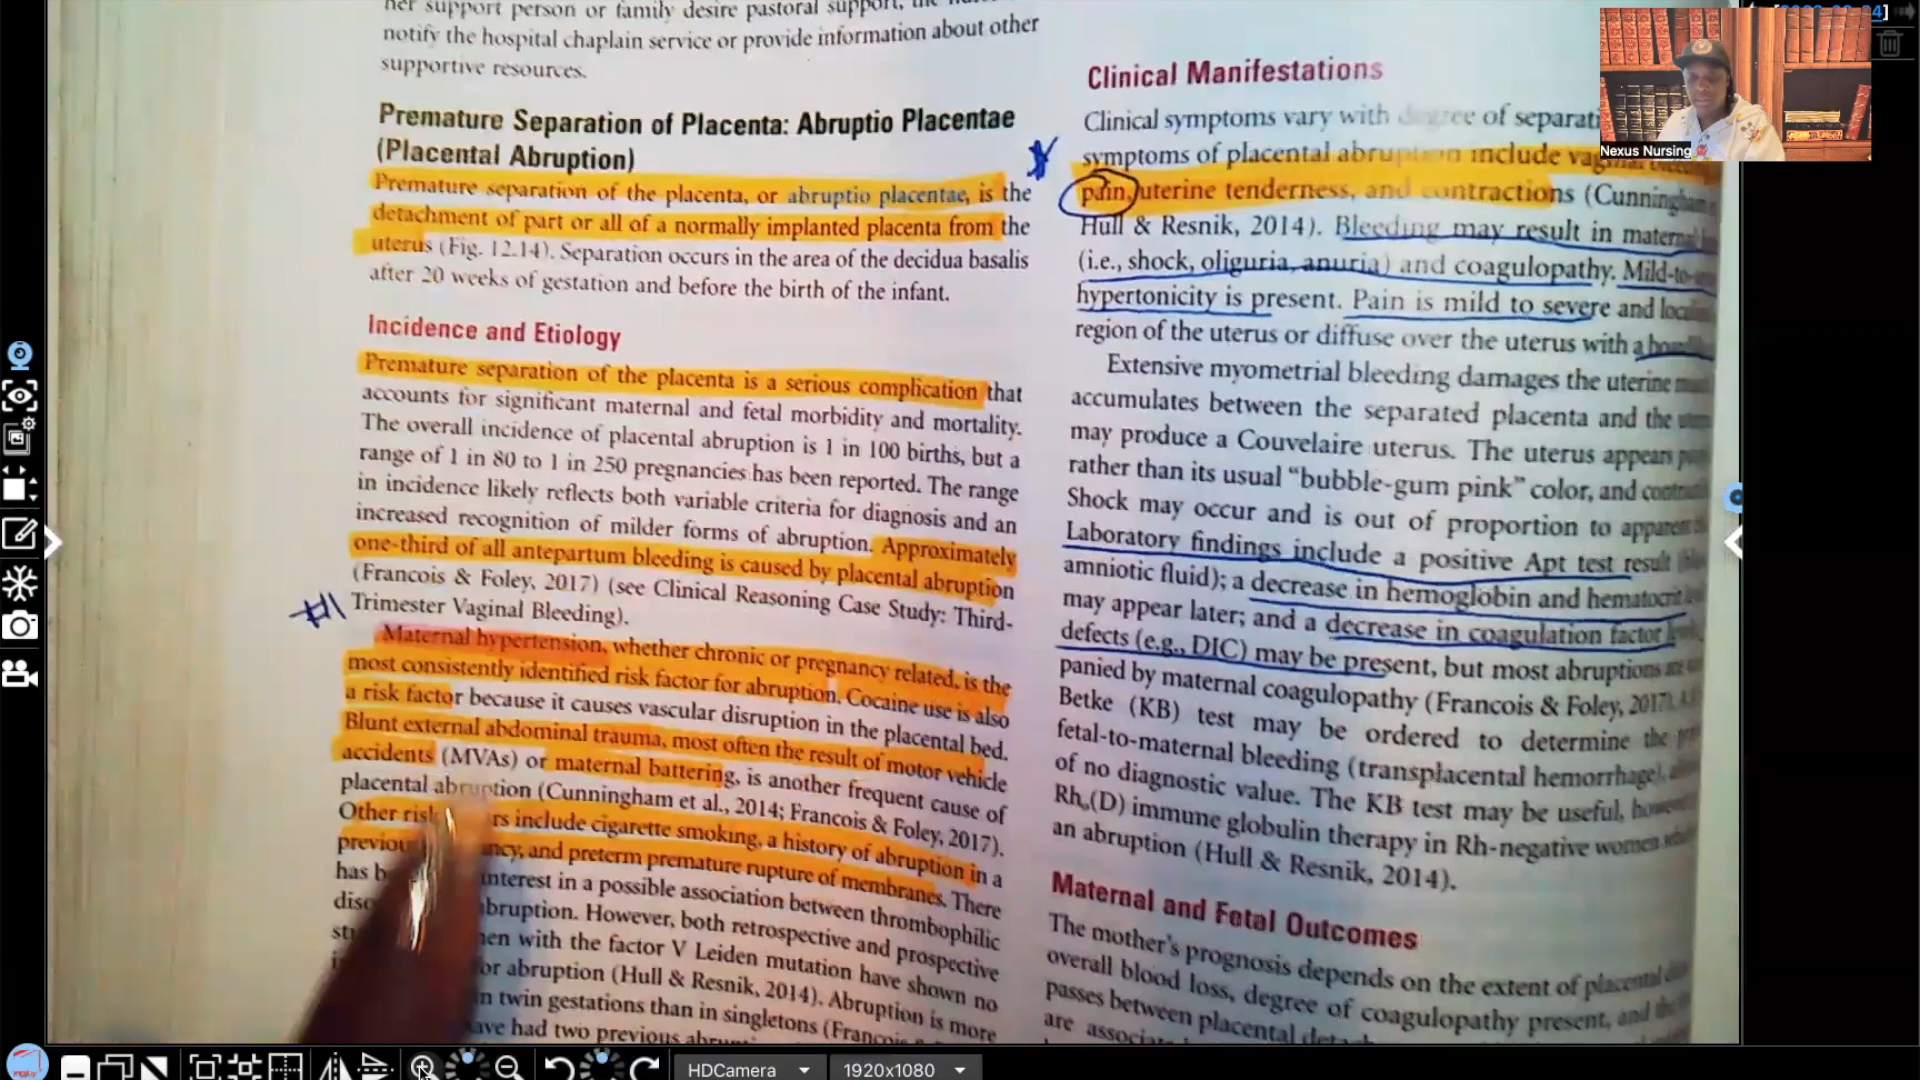 her support person or family desire pastoral support, the
notify the hospital chaplain service or provide information about other
supportive resources.
Premature Separation of Placenta: Abruptio Placentae
(Placental Abruption)
Premature separation of the placenta, or abruptio placentae, is the
detachment of part or all of a normally implanted placenta from the
uterus (Fig. 12.14). Separation occurs in the area of the decidua basalis
after 20 weeks of gestation and before the birth of the infant.
Incidence and Etiology
Premature separation of the placenta is a serious complication that
accounts for significant maternal and fetal morbidity and mortality.
The overall incidence of placental abruption is 1 in 100 births, but a
range of 1 in 80 to 1 in 250 pregnancies has been reported. The range
in incidence likely reflects both variable criteria for diagnosis and an
increased recognition of milder forms of abruption. Approximately
one-third of all antepartum bleeding is caused by placental abruption
(Francois & Foley, 2017) (see Clinical Reasoning Case Study: Third-
Trimester Vaginal Bleeding).
#1
Maternal hypertension, whether chronic or pregnancy related, is the
most consistently identified risk factor for abruption. Cocaine use is also
a risk factor because it causes vascular disruption in the placental bed.
Blunt external abdominal trauma, most often the result of motor vehicle
accidents (MVAs) or maternal battering, is another frequent cause of
placental abruption (Cunningham et al., 2014; Francois & Foley, 2017).
Other include cigarette smoking, a history of abruption in a
and preterm premature rupture of membranes. There
has interest in a possible association between thrombophilic
abruption. However, both retrospective and prospective
with the factor V Leiden mutation have shown no
for abruption (Hull & Resnik, 2014). Abruption is more
in twin gestations than in singletons
have had two previous
Clinical Manifestations
Clinical symptoms vary with degree of
symptoms of placental abruption include
pain, uterine tenderness, and contractions (Cunningham
Hull & Resnik, 2014). Bleeding may result in maternal
(i.e., shock, oliguria, anuria) and coagulopathy. Mild-to-
hypertonicity is present. Pain is mild to severe and
region of the uterus or diffuse over the uterus with a
Extensive myometrial bleeding damages the uterine
accumulates between the separated placenta and the
may produce a Couvelaire uterus. The uterus appears
rather than its usual “bubble-gum pink” color, and
Shock may occur and is out of proportion to
Laboratory findings include a positive Apt test result
amniotic fluid); a decrease in hemoglobin and hematocrit
may appear later; and a decrease in coagulation factor
defects (e.g., DIC) may be present, but most abruptions
panied by maternal coagulopathy (Francois & Foley, 2017).
Betke (KB) test may be ordered to determine the
fetal-to-maternal bleeding (transplacental hemorrhage),
of no diagnostic value. The KB test may be useful,
Rho(D) immune globulin therapy in Rh-negative women
an abruption (Hull & Resnik, 2014).
Maternal and Fetal Outcomes
The mother's prognosis depends on the extent of placental
overall blood loss, degree of coagulopathy present, and
passes between placental
are
Nexus Nursing
HDCamera
1920x1080